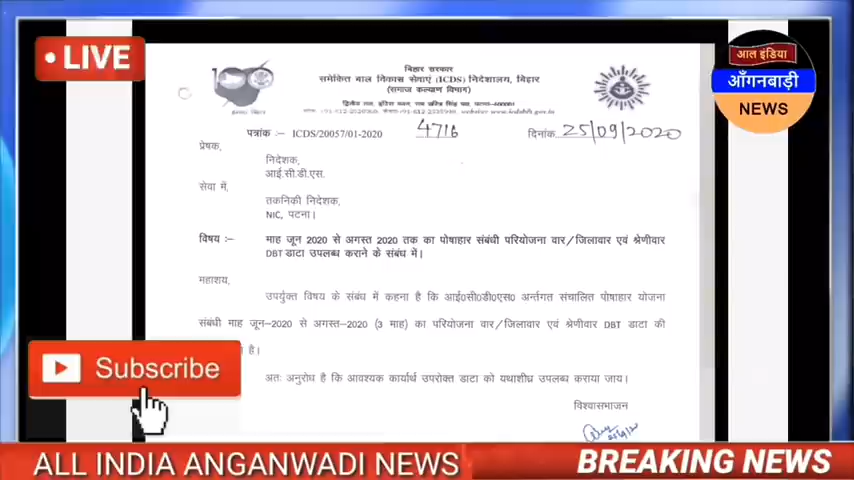 LIVE
आल इंडिया
आँगनबाड़ी
NEWS
बिहार सरकार
समेकित बाल विकास सेवाएं (ICDS) निदेशालय, बिहार
(समाज कल्याण विभाग)
पत्रांक :– ICDS/20057/01-2020 4716 दिनांक 25/09/2020
प्रेषक,
निदेशक,
आई.सी.डी.एस.
सेवा में,
तकनिकी निदेशक,
NIC, पटना।
विषय :– माह जून 2020 से अगस्त 2020 तक का पोषाहार संबंधी परियोजना वार/जिलावार एवं श्रेणीवार
DBT डाटा उपलब्ध कराने के संबंध में।
महाशय,
उपर्युक्त विषय के संबंध में कहना है कि आई0सी0डी0एस0 अर्न्तगत संचालित पोषाहार योजना
संबंधी माह जून–2020 से अगस्त–2020 (3 माह) का परियोजना वार/जिलावार एवं श्रेणीवार DBT डाटा की
है।
अतः अनुरोध है कि आवश्यक कार्यार्थ उपरोक्त डाटा को यथाशीघ्र उपलब्ध कराया जाय।
विश्वासभाजन
Subscribe
ALL INDIA ANGANWADI NEWS
BREAKING NEWS